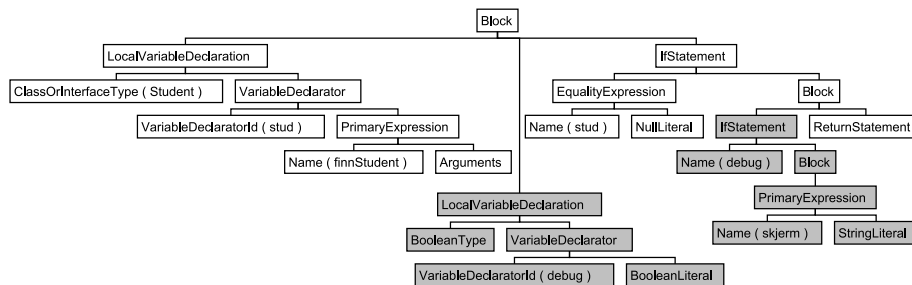 Block
LocalVariableDeclaration
IfStatement
ClassOrInterfaceType ( Student )
VariableDeclarator
EqualityExpression
Block
VariableDeclaratorId ( stud )
PrimaryExpression
Name ( stud )
NullLiteral
IfStatement
ReturnStatement
Name ( finnStudent )
Arguments
Name ( debug )
Block
LocalVariableDeclaration
PrimaryExpression
BooleanType
VariableDeclarator
Name ( skjerm )
StringLiteral
VariableDeclaratorId ( debug )
BooleanLiteral